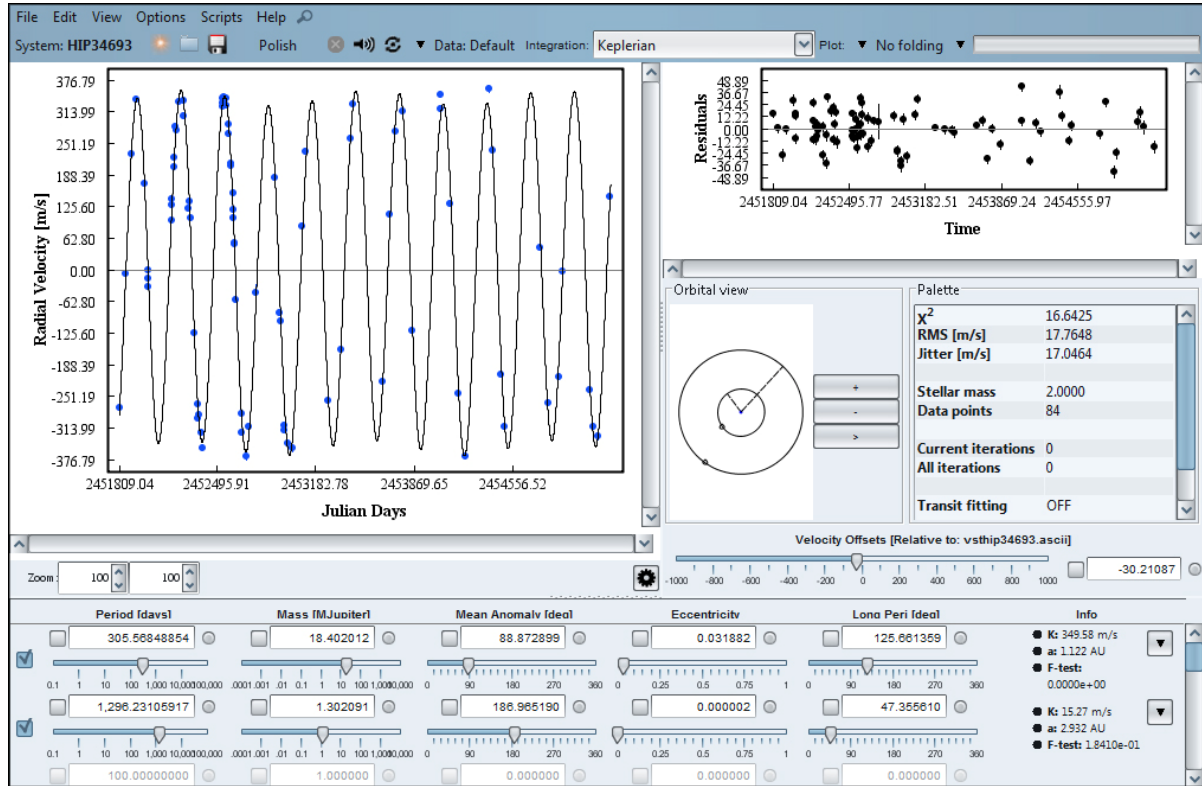 File Edit View Options Scripts Help
System: HIP34693 Polish Data: Default Integration: Keplerian Plot: No folding
376.79
313.99
251.19
188.39
125.60
62.80
0.00
-62.80
-125.60
-188.39
-251.19
-313.99
-376.79
Radial Velocity [m/s]
2451809.04 2452495.91 2453182.78 2453869.65 2454556.52
Julian Days
48.89
36.67
24.45
12.22
0.00
-12.22
-24.45
-36.67
-48.89
Residuals
2451809.04 2452495.77 2453182.51 2453869.24 2454555.97
Time
Orbital view
+
-
>
Palette
X2 16.6425
RMS [m/s] 17.7648
Jitter [m/s] 17.0464
Stellar mass 2.0000
Data points 84
Current iterations 0
All iterations 0
Transit fitting OFF
Velocity Offsets [Relative to: vsthip34693.ascii]
-1000 -800 -600 -400 -200 0 200 400 600 800 1000 -30.21087
Zoom: 100 100
Period [days] Mass [MJupiter] Mean Anomaly [deg] Eccentricity Long Peri [deg] Info
305.56848854 18.402012 88.872899 0.031882 125.661359
K: 349.58 m/s
a: 1.122 AU
F-test:
0.0000e+00
0.1 1 10 100 1,000 10,000 100,000 .0001 .001 .01 0.1 1 10 100 1,000 0 90 180 270 360 0 0.25 0.5 0.75 1 0 90 180 270 360
1,296.23105917 1.302091 186.965190 0.000002 47.355610
K: 15.27 m/s
a: 2.932 AU
F-test: 1.8410e-01
0.1 1 10 100 1,000 10,000 100,000 .0001 .001 .01 0.1 1 10 100 1,000 0 90 180 270 360 0 0.25 0.5 0.75 1 0 90 180 270 360
100.00000000 1.000000 0.000000 0.000000 0.000000